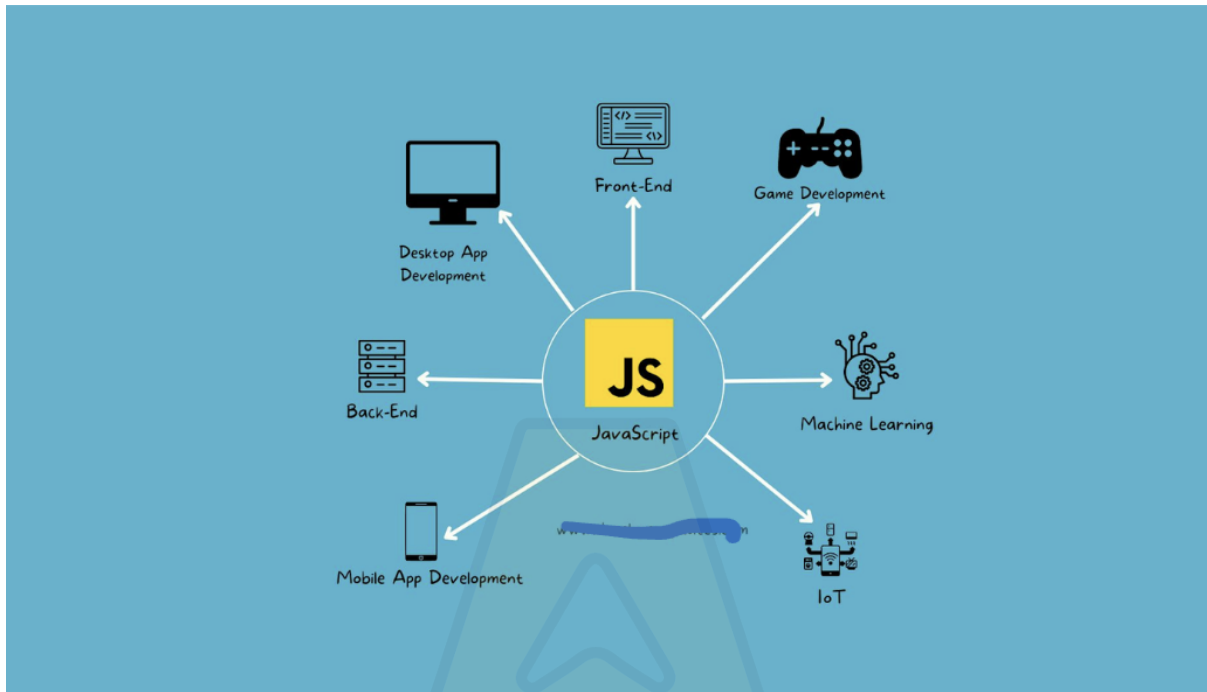 Front-End
Game Development
Desktop App
Development
JS
JavaScript
Back-End
Machine Learning
Mobile App Development
IoT